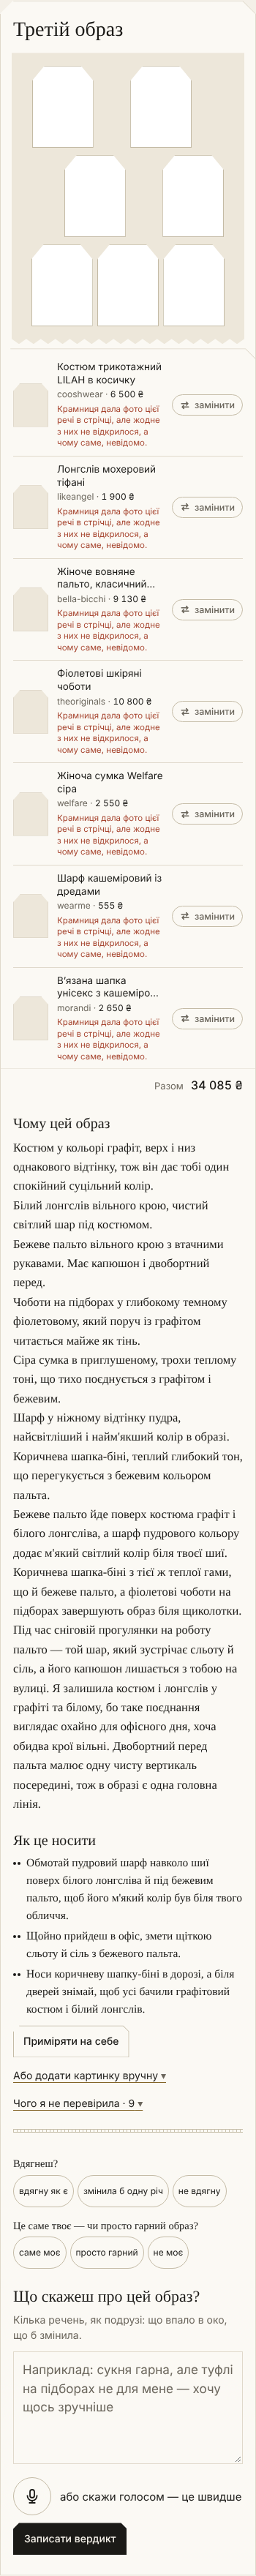 Третій образ
Костюм трикотажний
LILAH в косичку
cooshwear · 6 500 ₴
Крамниця дала фото цієї
речі в стрічці, але жодне
з них не відкрилося, а
чому саме, невідомо.
замінити
Лонгслів мохеровий
тіфані
likeangel · 1 900 ₴
Крамниця дала фото цієї
речі в стрічці, але жодне
з них не відкрилося, а
чому саме, невідомо.
замінити
Жіноче вовняне
пальто, класичний...
bella-bicchi · 9 130 ₴
Крамниця дала фото цієї
речі в стрічці, але жодне
з них не відкрилося, а
чому саме, невідомо.
замінити
Фіолетові шкіряні
чоботи
theoriginals · 10 800 ₴
Крамниця дала фото цієї
речі в стрічці, але жодне
з них не відкрилося, а
чому саме, невідомо.
замінити
Жіноча сумка Welfare
сіра
welfare · 2 550 ₴
Крамниця дала фото цієї
речі в стрічці, але жодне
з них не відкрилося, а
чому саме, невідомо.
замінити
Шарф кашеміровий із
дредами
wearme · 555 ₴
Крамниця дала фото цієї
речі в стрічці, але жодне
з них не відкрилося, а
чому саме, невідомо.
замінити
В'язана шапка
унісекс з кашеміро...
morandi · 2 650 ₴
Крамниця дала фото цієї
речі в стрічці, але жодне
з них не відкрилося, а
чому саме, невідомо.
замінити
Разом 34 085 ₴
Чому цей образ
Костюм у кольорі графіт, верх і низ
однакового відтінку, тож він дає тобі один
спокійний суцільний колір.
Білий лонгслів вільного крою, чистий
світлий шар під костюмом.
Бежеве пальто вільного крою з втачними
рукавами. Має капюшон і двобортний
перед.
Чоботи на підборах у глибокому темному
фіолетовому, який поруч із графітом
читається майже як тінь.
Сіра сумка в приглушеному, трохи теплому
тоні, що тихо поєднується з графітом і
бежевим.
Шарф у ніжному відтінку пудра,
найсвітліший і найм'якший колір в образі.
Коричнева шапка-біні, теплий глибокий тон,
що перегукується з бежевим кольором
пальта.
Бежеве пальто йде поверх костюма графіт і
білого лонгсліва, а шарф пудрового кольору
додає м'який світлий колір біля твоєї шиї.
Коричнева шапка-біні з тієї ж теплої гами,
що й бежеве пальто, а фіолетові чоботи на
підборах завершують образ біля щиколотки.
Під час сніговій прогулянки на роботу
пальто — той шар, який зустрічає сльоту й
сіль, а його капюшон лишається з тобою на
вулиці. Я залишила костюм і лонгслів у
графіті та білому, бо таке поєднання
виглядає охайно для офісного дня, хоча
обидва крої вільні. Двобортний перед
пальта малює одну чисту вертикаль
посередині, тож в образі є одна головна
лінія.
Як це носити
Обмотай пудровий шарф навколо шиї
поверх білого лонгсліва й під бежевим
пальто, щоб його м'який колір був біля твого
обличчя.
Щойно прийдеш в офіс, змети щіткою
сльоту й сіль з бежевого пальта.
Носи коричневу шапку-біні в дорозі, а біля
дверей знімай, щоб усі бачили графітовий
костюм і білий лонгслів.
Приміряти на себе
Або додати картинку вручну ▾
Чого я не перевірила · 9 ▾
Вдягнеш?
вдягну як є
змінила б одну річ
не вдягну
Це саме твоє — чи просто гарний образ?
саме моє
просто гарний
не моє
Що скажеш про цей образ?
Кілька речень, як подрузі: що впало в око,
що б змінила.
Наприклад: сукня гарна, але туфлі
на підборах не для мене — хочу
щось зручніше
або скажи голосом — це швидше
Записати вердикт